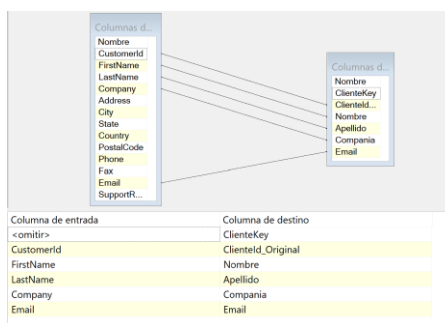 Columnas d...
Nombre
CustomerId
FirstName
LastName
Company
Address
City
State
Country
PostalCode
Phone
Fax
Email
SupportR...
Columnas d...
Nombre
ClienteKey
ClienteId...
Nombre
Apellido
Compania
Email
Columna de entrada Columna de destino
<omitir> ClienteKey
CustomerId ClienteId_Original
FirstName Nombre
LastName Apellido
Company Compania
Email Email